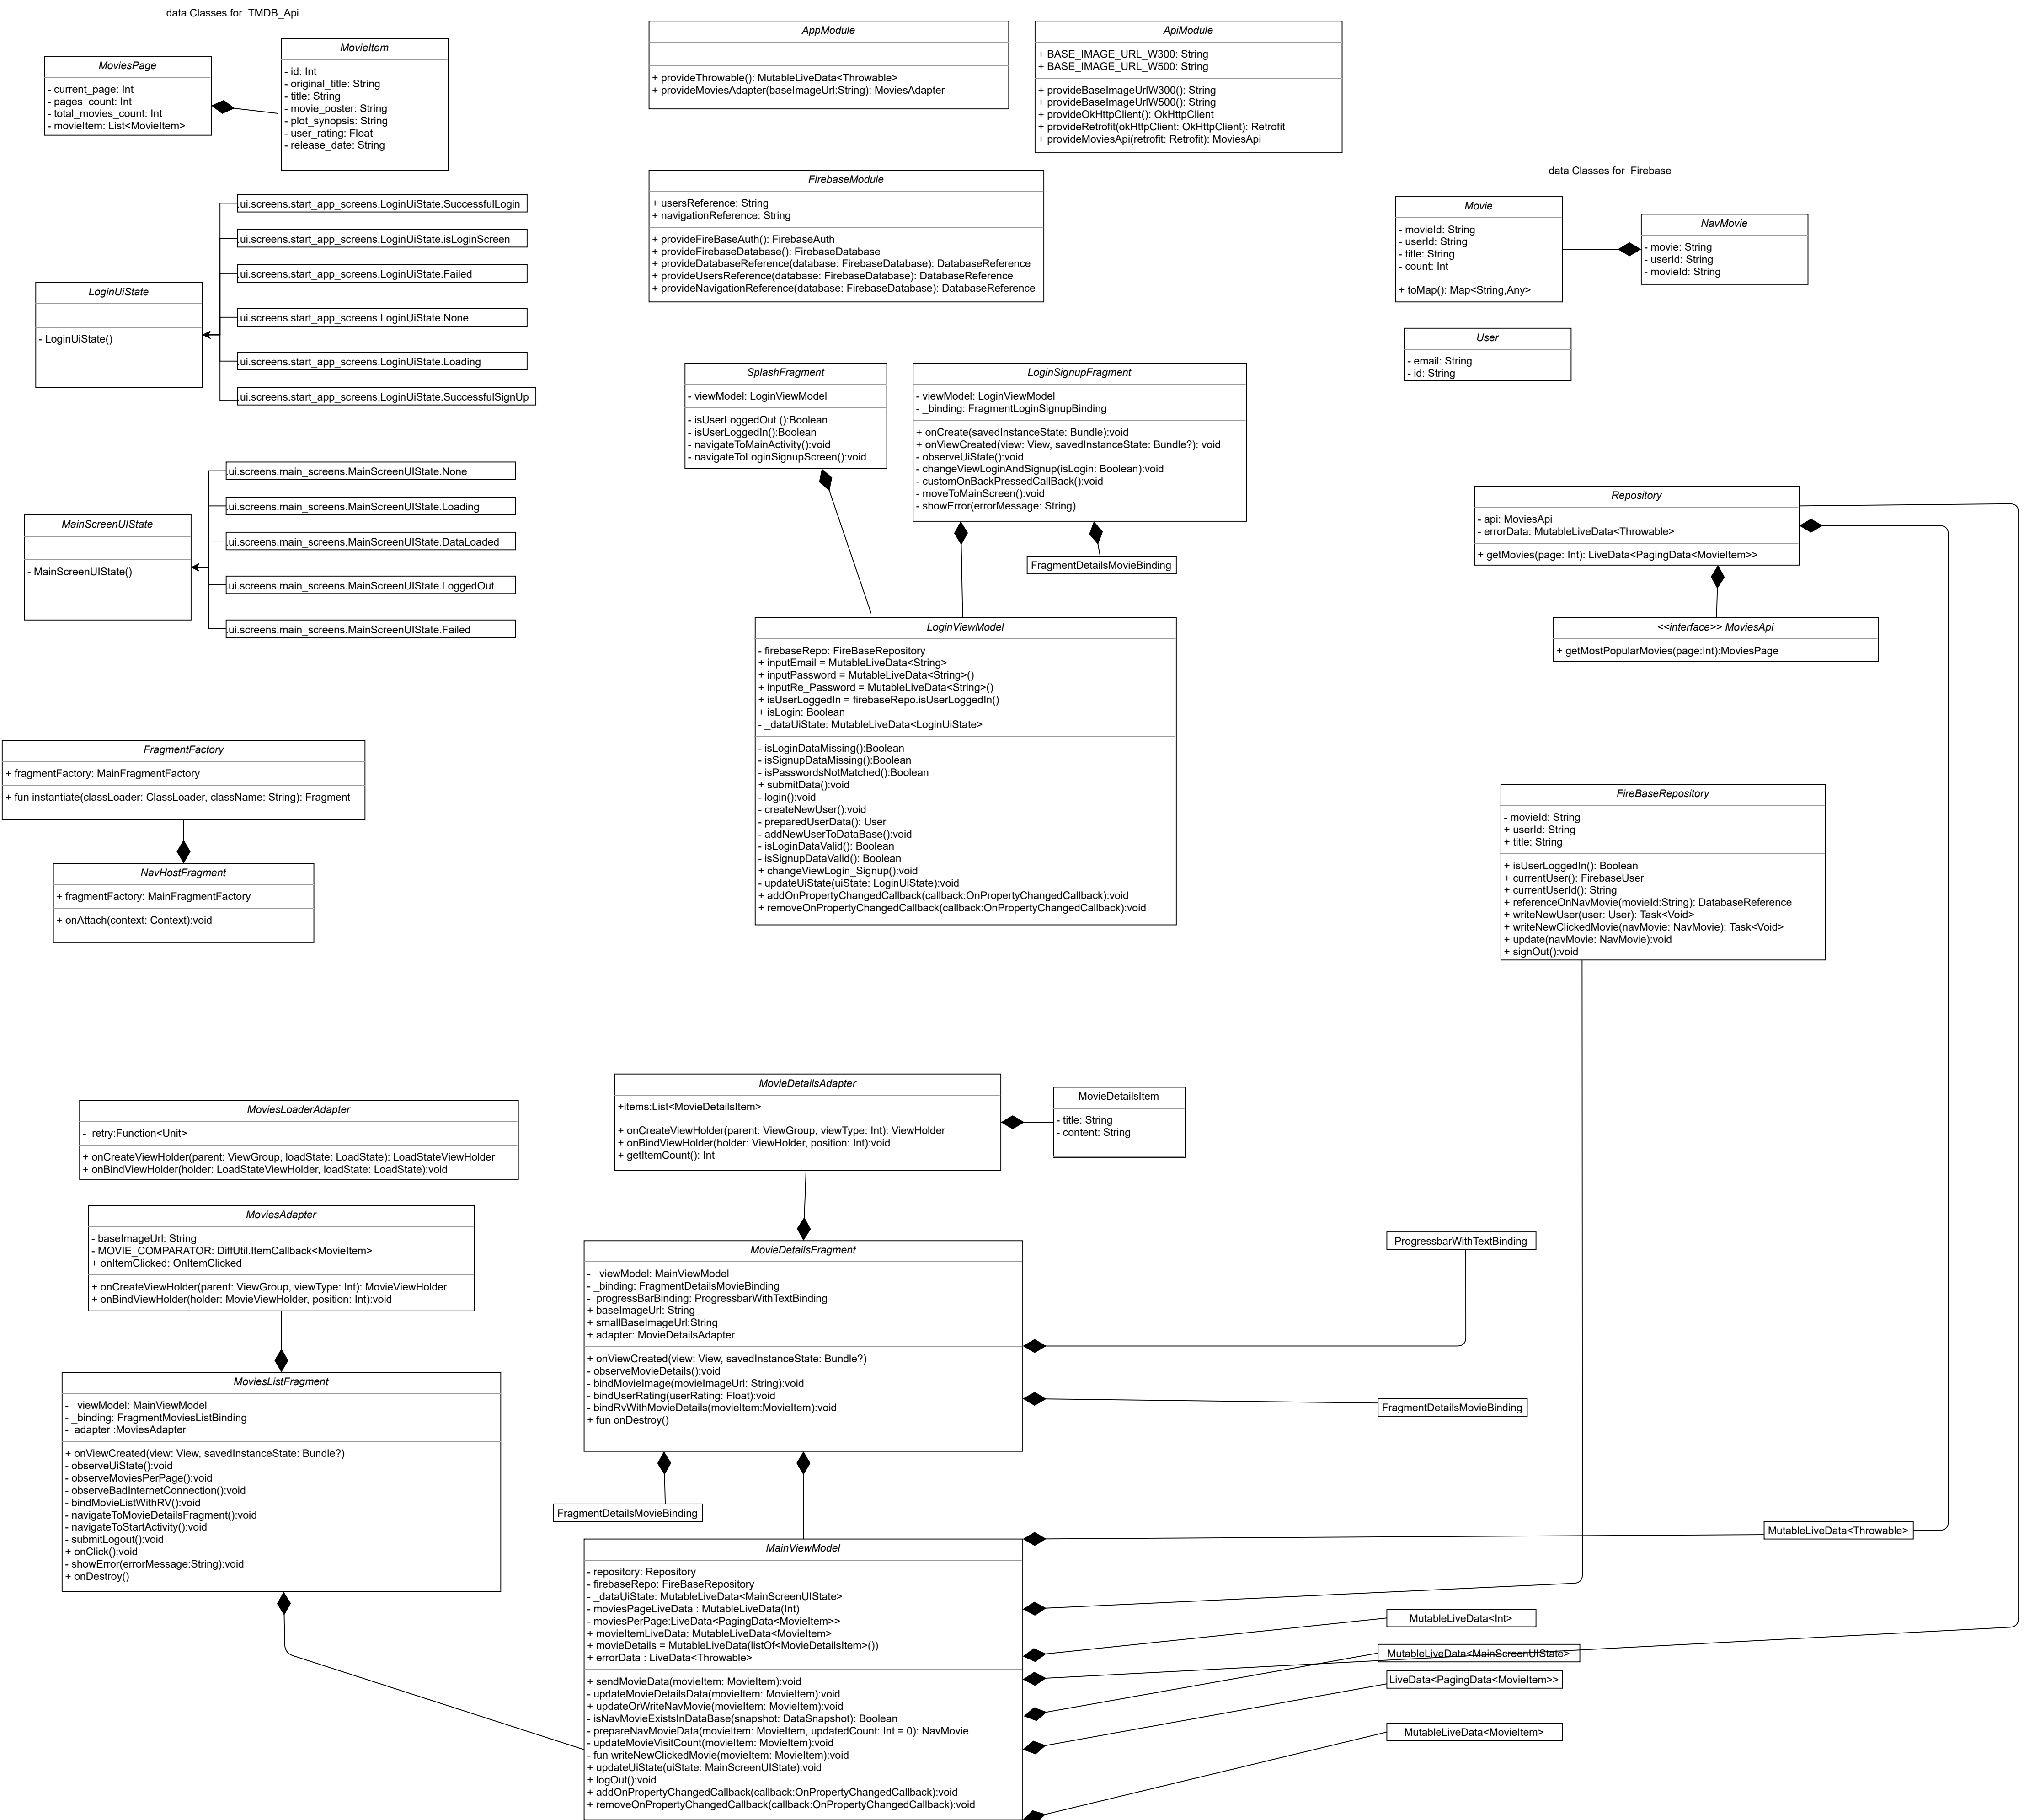 data Classes for  TMDB_Api
MoviesPage
- current_page: Int
- pages_count: Int
- total_movies_count: Int
- movieItem: List<MovieItem>
MovieItem
- id: Int
- original_title: String
- title: String
- movie_poster: String
- plot_synopsis: String
- user_rating: Float
- release_date: String
AppModule
+ provideThrowable(): MutableLiveData<Throwable>
+ provideMoviesAdapter(baseImageUrl:String): MoviesAdapter
ApiModule
+ BASE_IMAGE_URL_W300: String
+ BASE_IMAGE_URL_W500: String
+ provideBaseImageUrlW300(): String
+ provideBaseImageUrlW500(): String
+ provideOkHttpClient(): OkHttpClient
+ provideRetrofit(okHttpClient: OkHttpClient): Retrofit
+ provideMoviesApi(retrofit: Retrofit): MoviesApi
FirebaseModule
+ usersReference: String
+ navigationReference: String
+ provideFireBaseAuth(): FirebaseAuth
+ provideFirebaseDatabase(): FirebaseDatabase
+ provideDatabaseReference(database: FirebaseDatabase): DatabaseReference
+ provideUsersReference(database: FirebaseDatabase): DatabaseReference
+ provideNavigationReference(database: FirebaseDatabase): DatabaseReference
data Classes for  Firebase
Movie
- movieId: String
- userId: String
- title: String
- count: Int
+ toMap(): Map<String,Any>
NavMovie
- movie: String
- userId: String
- movieId: String
User
- email: String
- id: String
LoginUiState
- LoginUiState()
.ui.screens.start_app_screens.LoginUiState.SuccessfulLogin
.ui.screens.start_app_screens.LoginUiState.isLoginScreen
.ui.screens.start_app_screens.LoginUiState.Failed
.ui.screens.start_app_screens.LoginUiState.None
.ui.screens.start_app_screens.LoginUiState.Loading
.ui.screens.start_app_screens.LoginUiState.SuccessfulSignUp
MainScreenUIState
- MainScreenUIState()
.ui.screens.main_screens.MainScreenUIState.None
.ui.screens.main_screens.MainScreenUIState.Loading
.ui.screens.main_screens.MainScreenUIState.DataLoaded
.ui.screens.main_screens.MainScreenUIState.LoggedOut
.ui.screens.main_screens.MainScreenUIState.Failed
SplashFragment
- viewModel: LoginViewModel
- isUserLoggedOut ():Boolean
- isUserLoggedIn():Boolean
- navigateToMainActivity():void
- navigateToLoginSignupScreen():void
LoginSignupFragment
- viewModel: LoginViewModel
- _binding: FragmentLoginSignupBinding
+ onCreate(savedInstanceState: Bundle):void
+ onViewCreated(view: View, savedInstanceState: Bundle?): void
- observeUiState():void
- changeViewLoginAndSignup(isLogin: Boolean):void
- customOnBackPressedCallBack():void
- moveToMainScreen():void
- showError(errorMessage: String)
FragmentDetailsMovieBinding
Repository
- api: MoviesApi
- errorData: MutableLiveData<Throwable>
+ getMovies(page: Int): LiveData<PagingData<MovieItem>>
<<interface>> MoviesApi
+ getMostPopularMovies(page:Int):MoviesPage
LoginViewModel
- firebaseRepo: FireBaseRepository
+ inputEmail = MutableLiveData<String>
+ inputPassword = MutableLiveData<String>()
+ inputRe_Password = MutableLiveData<String>()
+ isUserLoggedIn = firebaseRepo.isUserLoggedIn()
+ isLogin: Boolean
- _dataUiState: MutableLiveData<LoginUiState>
- isLoginDataMissing():Boolean
- isSignupDataMissing():Boolean
- isPasswordsNotMatched():Boolean
+ submitData():void
- login():void
- createNewUser():void
- preparedUserData(): User
- addNewUserToDataBase():void
- isLoginDataValid(): Boolean
- isSignupDataValid(): Boolean
+ changeViewLogin_Signup():void
- updateUiState(uiState: LoginUiState):void
+ addOnPropertyChangedCallback(callback:OnPropertyChangedCallback):void
+ removeOnPropertyChangedCallback(callback:OnPropertyChangedCallback):void
FragmentFactory
+ fragmentFactory: MainFragmentFactory
+ fun instantiate(classLoader: ClassLoader, className: String): Fragment
NavHostFragment
+ fragmentFactory: MainFragmentFactory
+ onAttach(context: Context):void
FireBaseRepository
- movieId: String
+ userId: String
+ title: String
+ isUserLoggedIn(): Boolean
+ currentUser(): FirebaseUser
+ currentUserId(): String
+ referenceOnNavMovie(movieId:String): DatabaseReference
+ writeNewUser(user: User): Task<Void>
+ writeNewClickedMovie(navMovie: NavMovie): Task<Void>
+ update(navMovie: NavMovie):void
+ signOut():void
MoviesLoaderAdapter
-  retry:Function<Unit>
+ onCreateViewHolder(parent: ViewGroup, loadState: LoadState): LoadStateViewHolder
+ onBindViewHolder(holder: LoadStateViewHolder, loadState: LoadState):void
MoviesAdapter
- baseImageUrl: String
- MOVIE_COMPARATOR: DiffUtil.ItemCallback<MovieItem>
+ onItemClicked: OnItemClicked
+ onCreateViewHolder(parent: ViewGroup, viewType: Int): MovieViewHolder
+ onBindViewHolder(holder: MovieViewHolder, position: Int):void
MoviesListFragment
-   viewModel: MainViewModel
- _binding: FragmentMoviesListBinding
-  adapter :MoviesAdapter
+ onViewCreated(view: View, savedInstanceState: Bundle?)
- observeUiState():void
- observeMoviesPerPage():void
- observeBadInternetConnection():void
- bindMovieListWithRV():void
- navigateToMovieDetailsFragment():void
- navigateToStartActivity():void
- submitLogout():void
+ onClick():void
- showError(errorMessage:String):void
+ onDestroy()
MovieDetailsAdapter
+items:List<MovieDetailsItem>
+ onCreateViewHolder(parent: ViewGroup, viewType: Int): ViewHolder
+ onBindViewHolder(holder: ViewHolder, position: Int):void
+ getItemCount(): Int
MovieDetailsItem
- title: String
- content: String
MovieDetailsFragment
-   viewModel: MainViewModel
- _binding: FragmentDetailsMovieBinding
-  progressBarBinding: ProgressbarWithTextBinding
+ baseImageUrl: String
+ smallBaseImageUrl:String
+ adapter: MovieDetailsAdapter
+ onViewCreated(view: View, savedInstanceState: Bundle?)
- observeMovieDetails():void
- bindMovieImage(movieImageUrl: String):void
- bindUserRating(userRating: Float):void
- bindRvWithMovieDetails(movieItem:MovieItem):void
+ fun onDestroy()
ProgressbarWithTextBinding
FragmentDetailsMovieBinding
FragmentDetailsMovieBinding
MainViewModel
- repository: Repository
- firebaseRepo: FireBaseRepository
- _dataUiState: MutableLiveData<MainScreenUIState>
- moviesPageLiveData : MutableLiveData(Int)
- moviesPerPage:LiveData<PagingData<MovieItem>>
+ movieItemLiveData: MutableLiveData<MovieItem>
+ movieDetails = MutableLiveData(listOf<MovieDetailsItem>())
+ errorData : LiveData<Throwable>
+ sendMovieData(movieItem: MovieItem):void
- updateMovieDetailsData(movieItem: MovieItem):void
+ updateOrWriteNavMovie(movieItem: MovieItem):void
- isNavMovieExistsInDataBase(snapshot: DataSnapshot): Boolean
- prepareNavMovieData(movieItem: MovieItem, updatedCount: Int = 0): NavMovie
- updateMovieVisitCount(movieItem: MovieItem):void
- fun writeNewClickedMovie(movieItem: MovieItem):void
+ updateUiState(uiState: MainScreenUIState):void
+ logOut():void
+ addOnPropertyChangedCallback(callback:OnPropertyChangedCallback):void
+ removeOnPropertyChangedCallback(callback:OnPropertyChangedCallback):void
MutableLiveData<Throwable>
MutableLiveData<Int>
MutableLiveData<MainScreenUIState>
LiveData<PagingData<MovieItem>>
MutableLiveData<MovieItem>